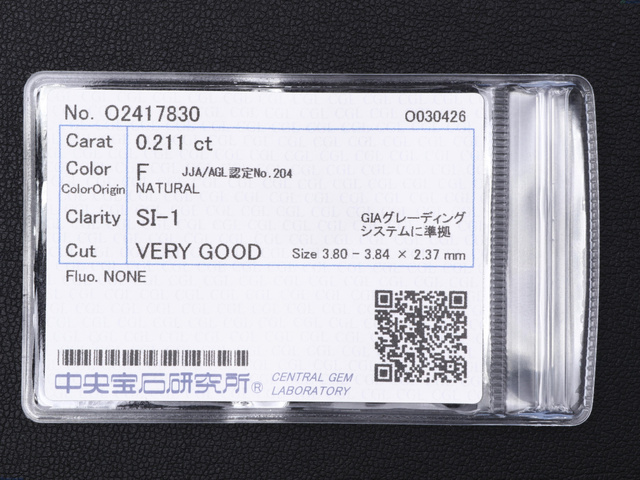 No. O2417830 O030426
Carat 0.211 ct
Color F JJA/AGL認定No.204
ColorOrigin NATURAL
Clarity SI-1 GIAグレーディング
システムに準拠
Cut VERY GOOD Size 3.80 - 3.84 × 2.37 mm
Fluo. NONE
中央宝石研究所® CENTRAL GEM
LABORATORY